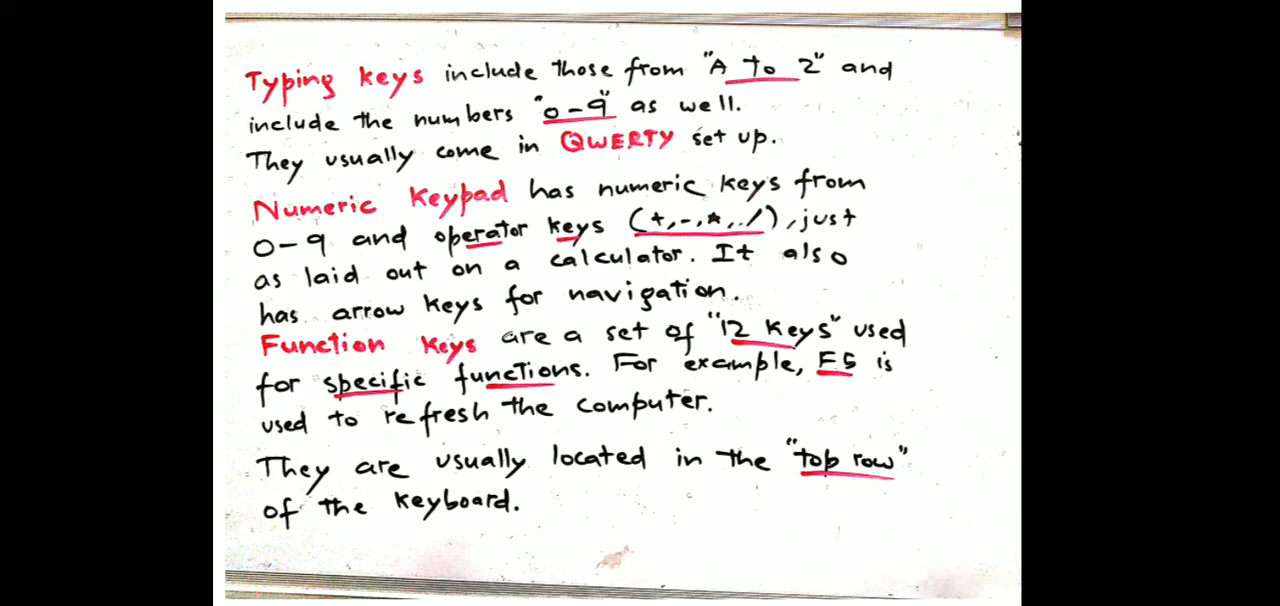 Typing keys include those from "A to Z" and
include the numbers "0-9" as well.
They usually come in QWERTY set up.
Numeric Keypad has numeric keys from
0-9 and operator keys (+,-,*,./), just
as laid out on a calculator. It also
has arrow keys for navigation.
Function Keys are a set of "12 keys" used
for specific functions. For example, F5 is
used to refresh the computer.
They are usually located in the "top row"
of the keyboard.